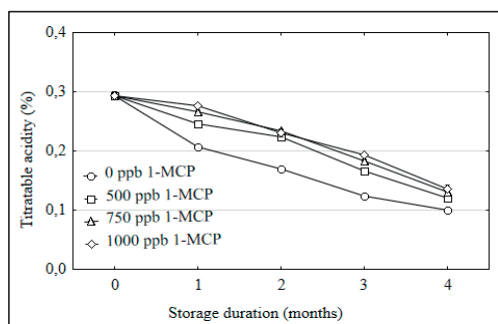 0,4
0,3
0,2
0,1
0,0
Titratable acidity (%)
0 ppb 1-MCP
500 ppb 1-MCP
750 ppb 1-MCP
1000 ppb 1-MCP
0 1 2 3 4
Storage duration (months)